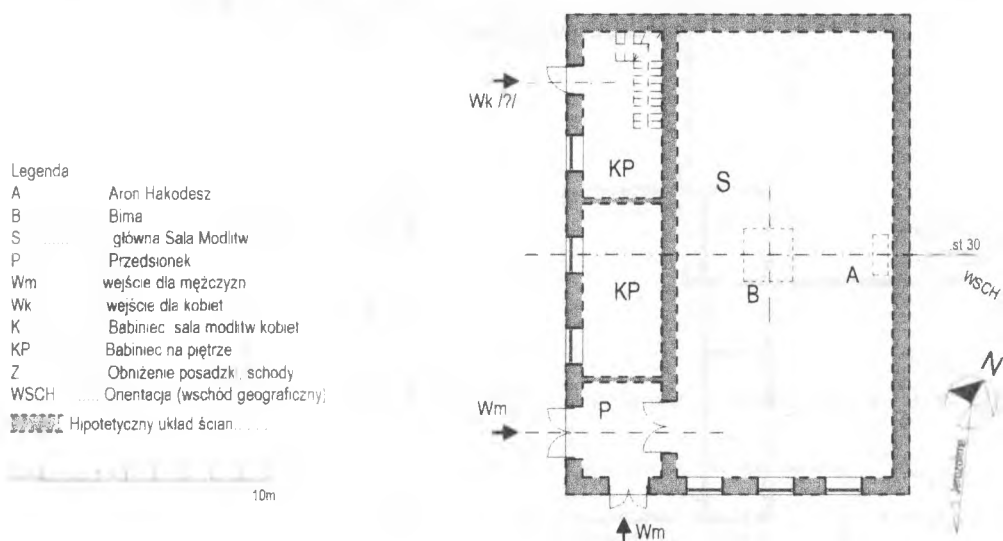 Legenda
A Aron Hakodesz
B Bima
S ...... główna Sala Modlitw
P Przedsionek
Wm wejście dla mężczyzn
Wk wejście dla kobiet
K Babiniec sala modlitw kobiet
KP Babiniec na piętrze
Z Obniżenie posadzki, schody
WSCH ..... Orientacja (wschód geograficzny)
Hipotetyczny układ ścian.......
10m
Wk /?/
KP
S
KP
B
A
st 30
WSCH
N
P
Wm
Wm